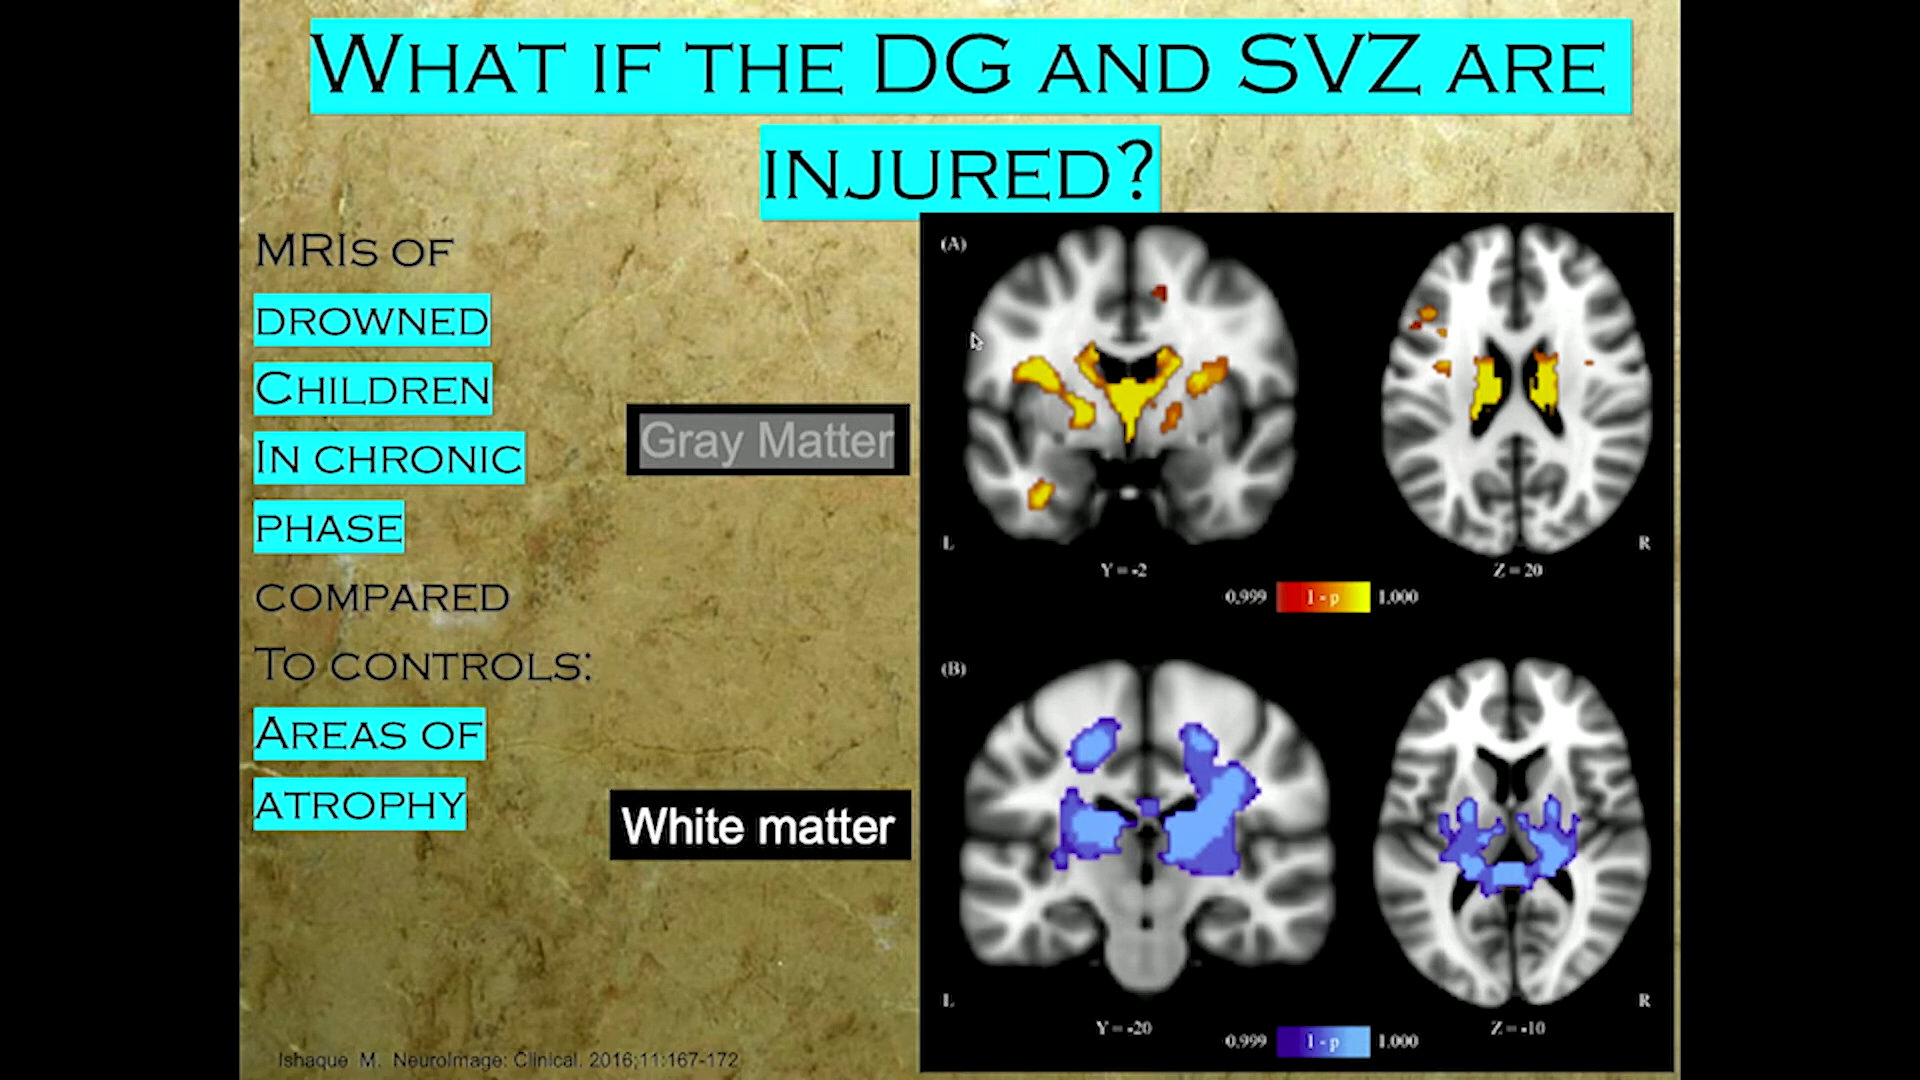 What if the DG and SVZ are
injured?
MRIs of
drowned
Children
In chronic
phase
compared
To controls:
Areas of
atrophy
Gray Matter
White matter
(A)
L
R
Y = -2
Z = 20
0.999
1 - p
1.000
(B)
L
R
Y = -20
Z = -10
0.999
1 - p
1.000
Ishaque M. NeuroImage: Clinical. 2016;11:167-172